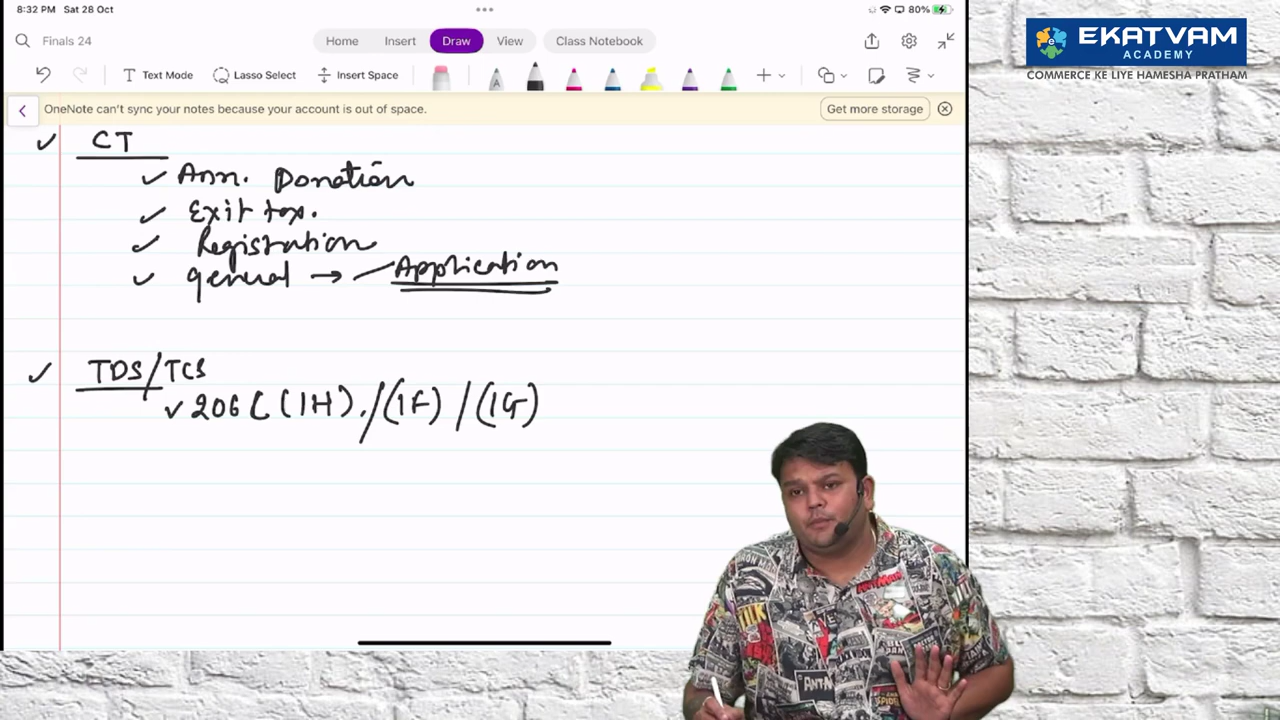 8:32 PM Sat 28 Oct
80%
EKATVAM
ACADEMY
COMMERCE KE LIYE HAMESHA PRATHAM
Finals 24
Home Insert Draw View Class Notebook
Text Mode Lasso Select Insert Space
OneNote can't sync your notes because your account is out of space. Get more storage
CT
Ann. Donation
Exit tax.
Registration
general → Application
TDS/TCS
206C (1H). / (1F) / (1G)